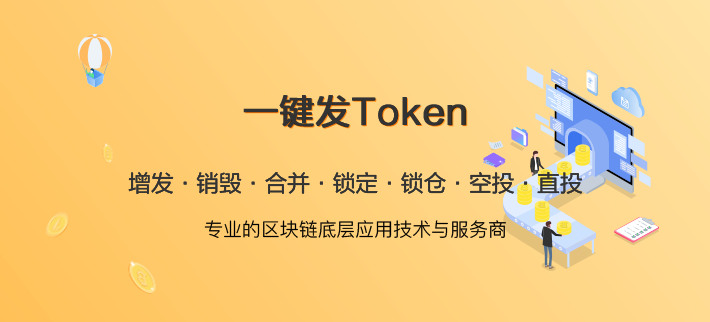 一键发Token
增发 · 销毁 · 合并 · 锁定 · 锁仓 · 空投 · 直投
专业的区块链底层应用技术与服务商